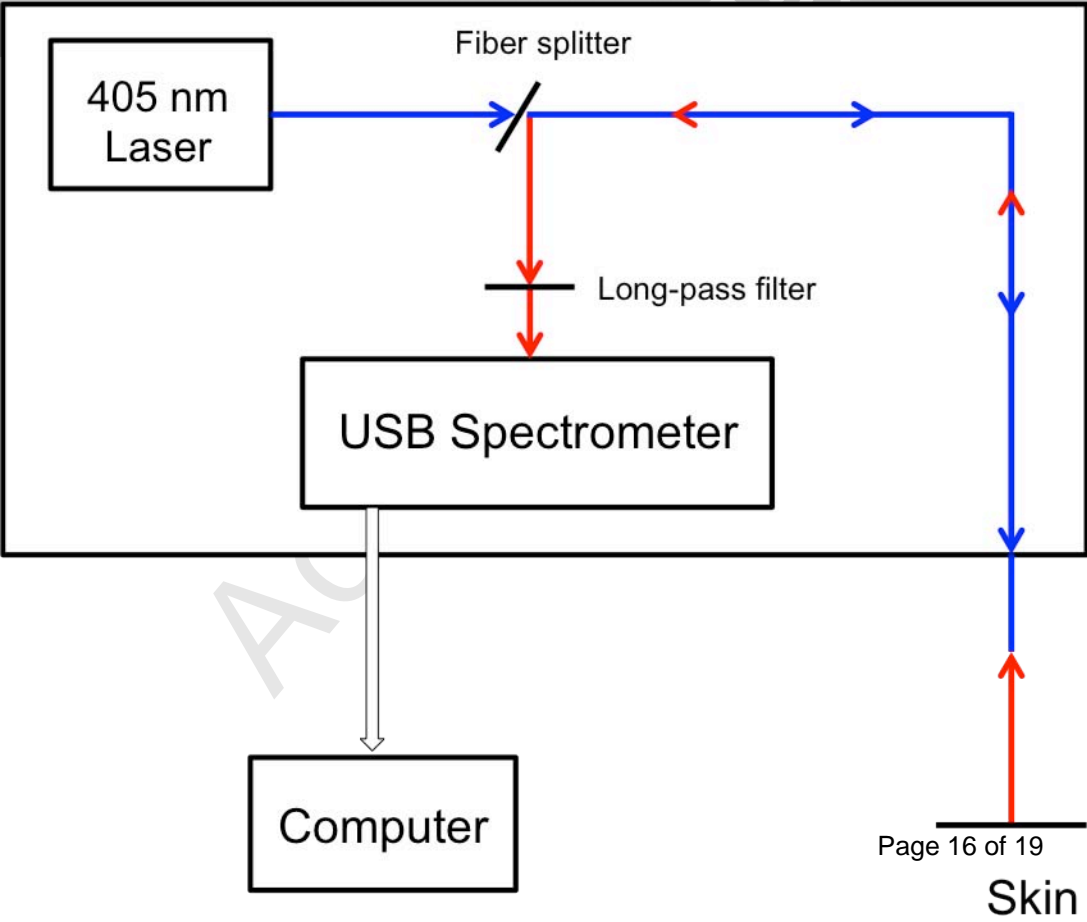 Fiber splitter
405 nm
Laser
Long-pass filter
USB Spectrometer
Computer
Page 16 of 19
Skin